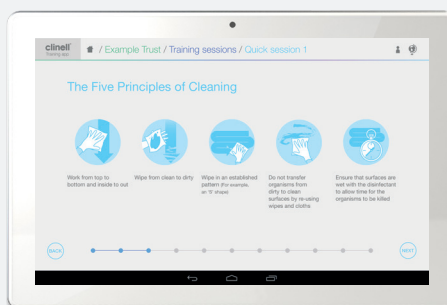 clinell
Training app
/ Example Trust / Training sessions / Quick session 1
The Five Principles of Cleaning
Work from top to
bottom and inside to out
Wipe from clean to dirty
Wipe in an established
pattern (For example,
an 'S' shape)
Do not transfer
organisms from
dirty to clean
surfaces by re-using
wipes and cloths
Ensure that surfaces are
wet with the disinfectant
to allow time for the
organisms to be killed
BACK
NEXT